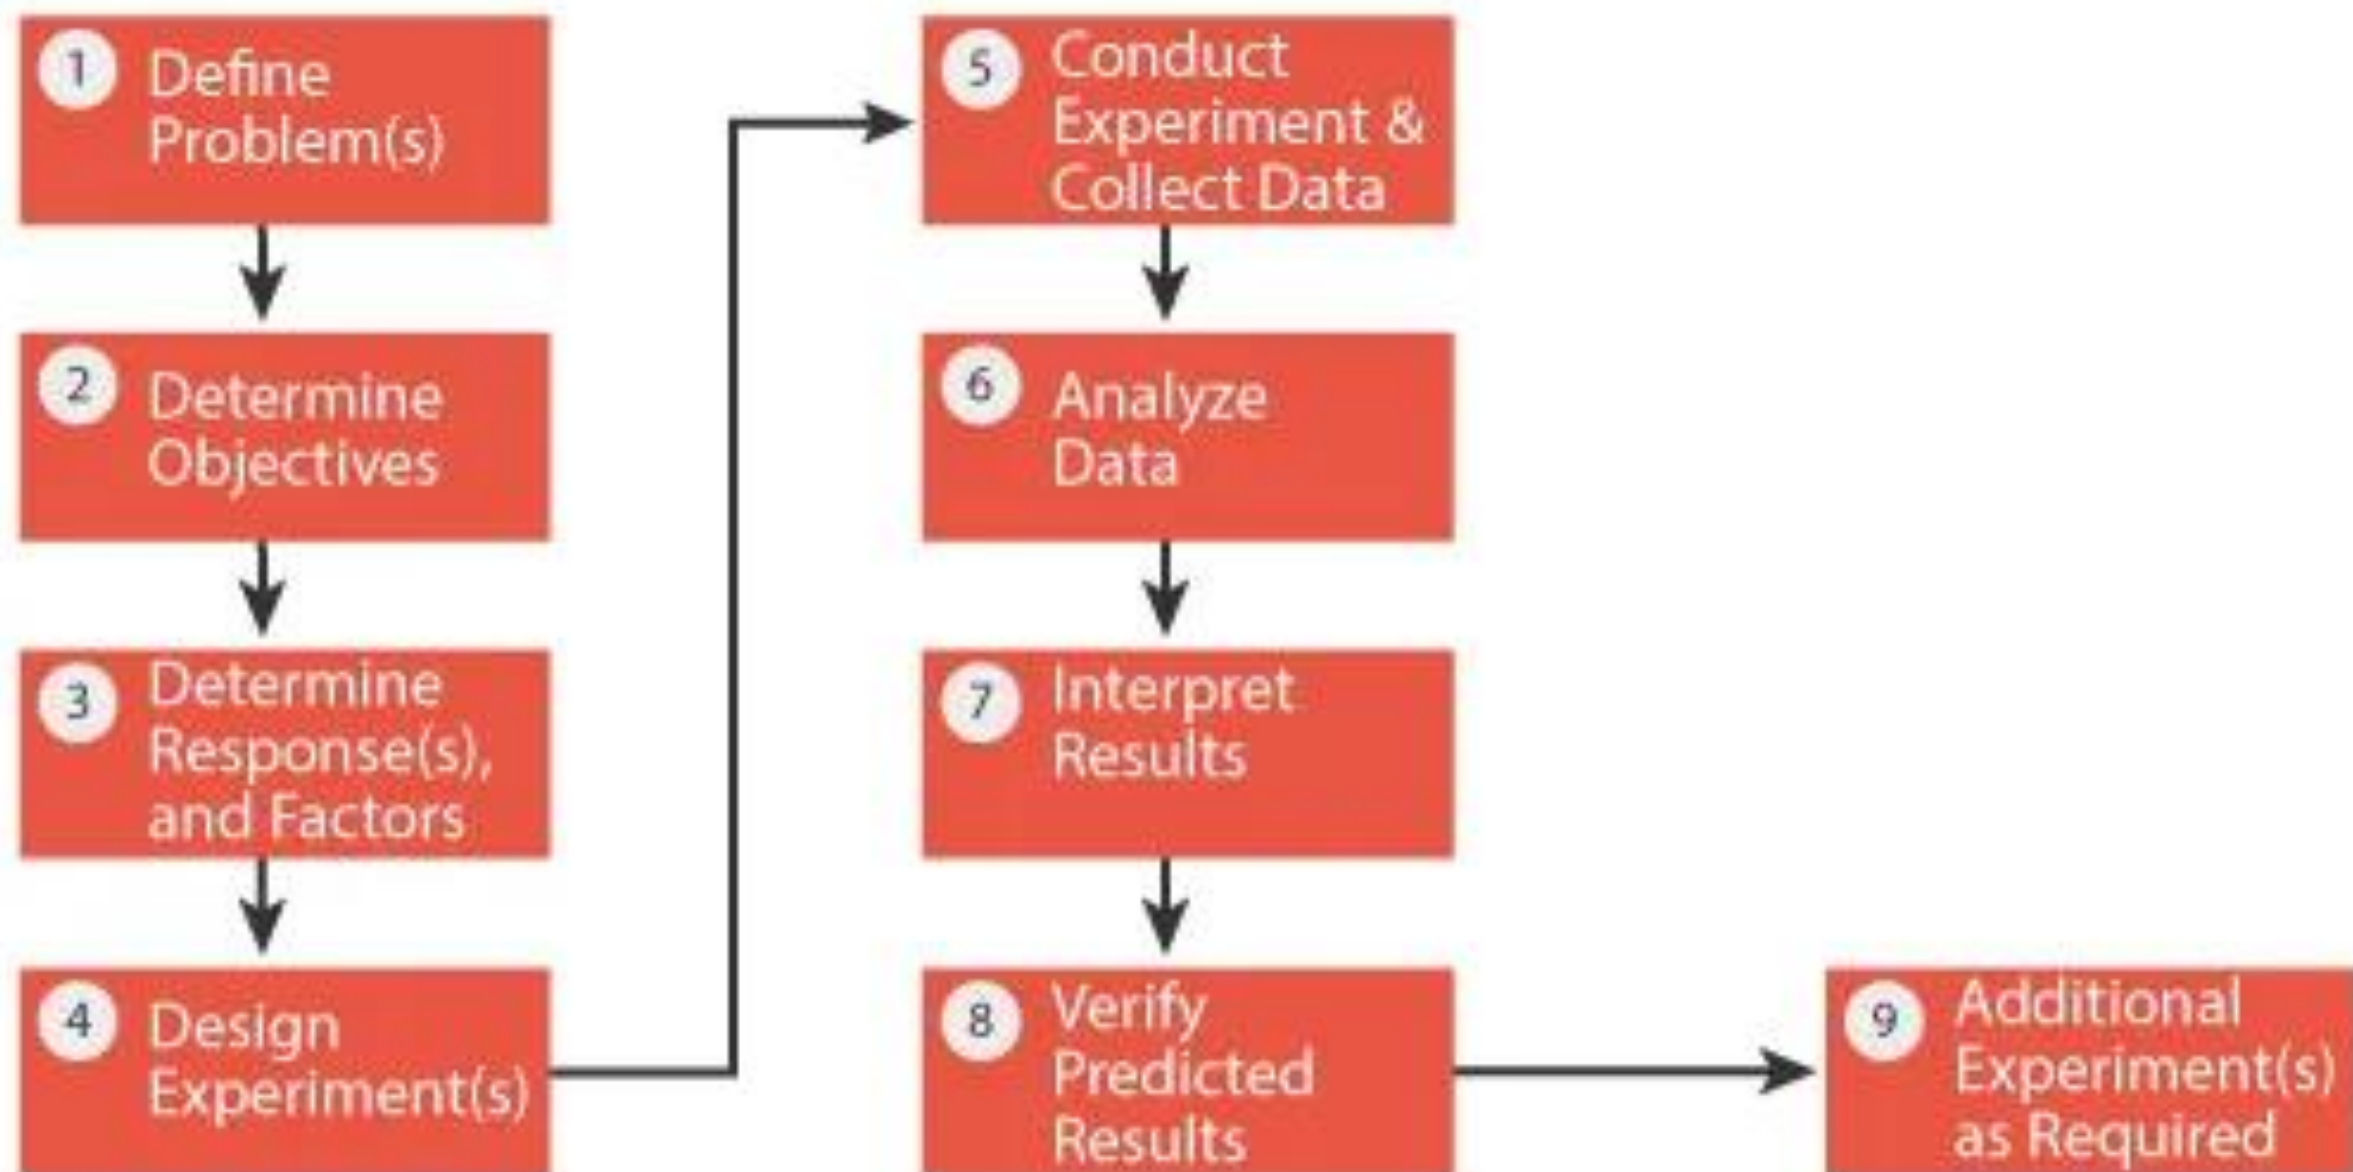 1
Define
Problem(s)
2
Determine
Objectives
3
Determine
Response(s),
and Factors
4
Design
Experiment(s)
5
Conduct
Experiment &
Collect Data
6
Analyze
Data
7
Interpret
Results
8
Verify
Predicted
Results
9
Additional
Experiment(s)
as Required